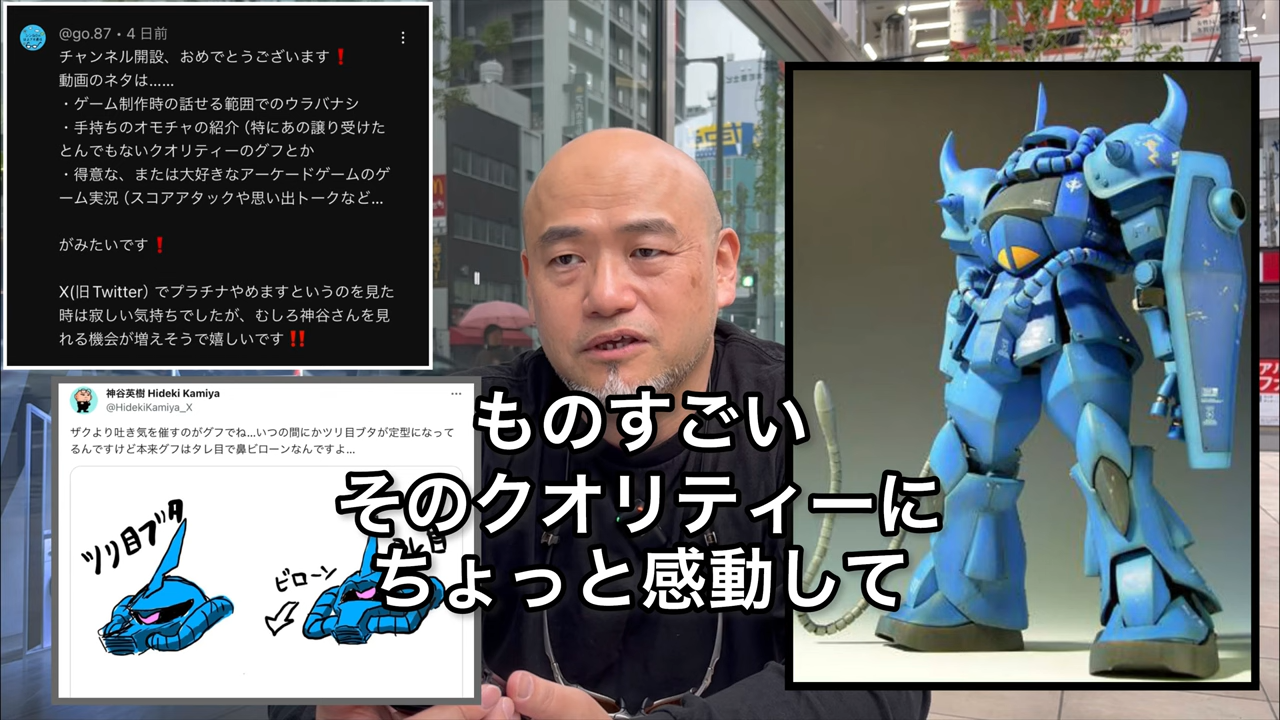 @go.87・4 日前
チャンネル開設、おめでとうございます❗
動画のネタは……
・ゲーム制作時の話せる範囲でのウラバナシ
・手持ちのオモチャの紹介（特にあの譲り受けた
とんでもないクオリティーのグフとか
・得意な、または大好きなアーケードゲームのゲ
ーム実況（スコアアタックや思い出トークなど...
がみたいです❗
X(旧Twitter）でプラチナやめますというのを見た
時は寂しい気持ちでしたが、むしろ神谷さんを見
れる機会が増えそうで嬉しいです‼️
神谷英樹 Hideki Kamiya
@HidekiKamiya_X
ザクより吐き気を催すのがグフでね...いつの間にかツリ目ブタが定型になって
るんですけど本来グフはタレ目で鼻ピローンなんですよ...
ツリ目ブタ
ピローン
ものすごい
そのクオリティーに
ちょっと感動して